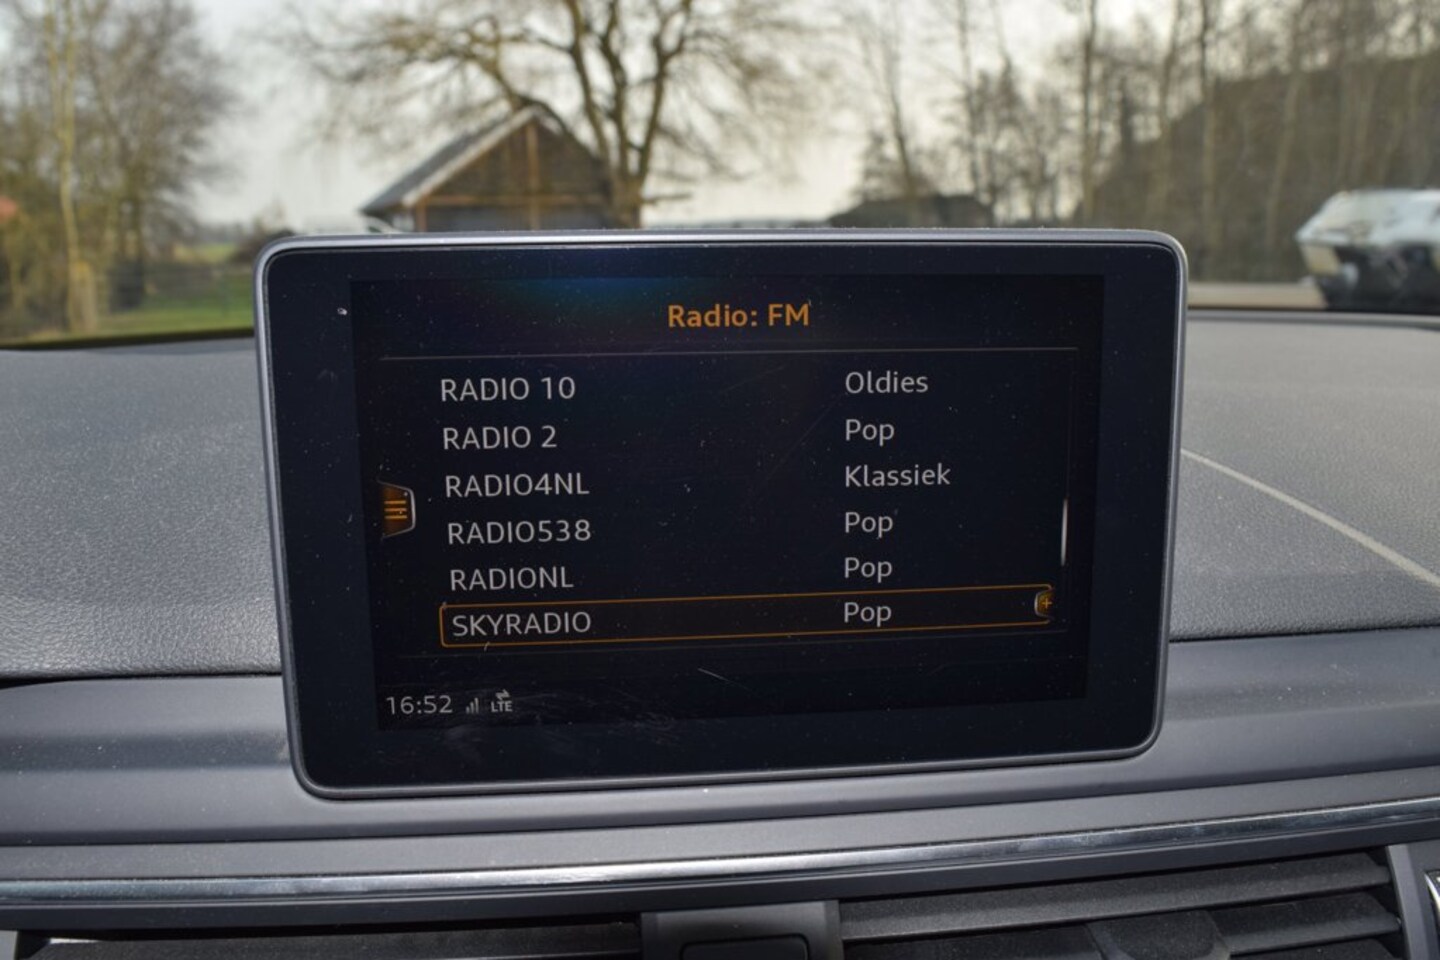 Radio: FM
RADIO 10 Oldies
RADIO 2 Pop
RADIO4NL Klassiek
RADIO538 Pop
RADIONL Pop
SKYRADIO Pop
16:52 LTE